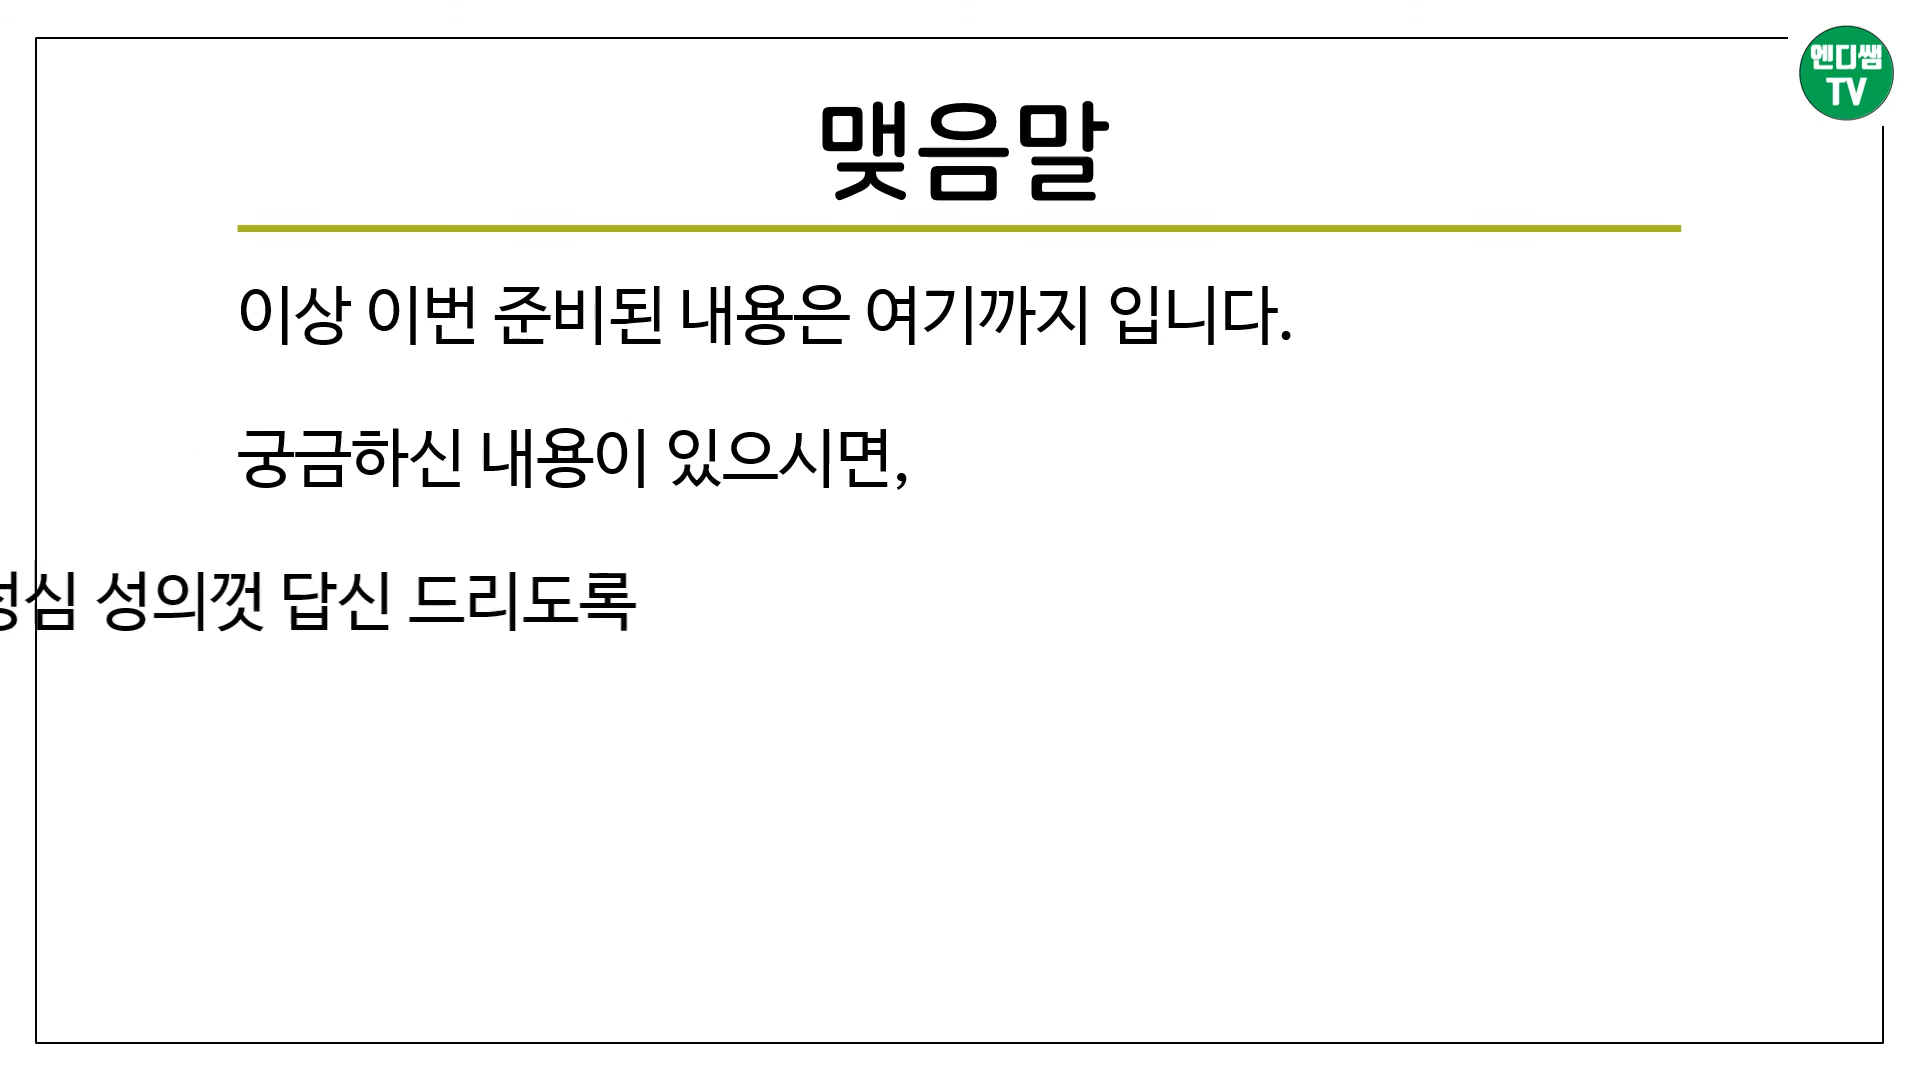 엔디쌤
TV
맺음말
이상 이번 준비된 내용은 여기까지 입니다.
궁금하신 내용이 있으시면,
성심 성의껏 답신 드리도록